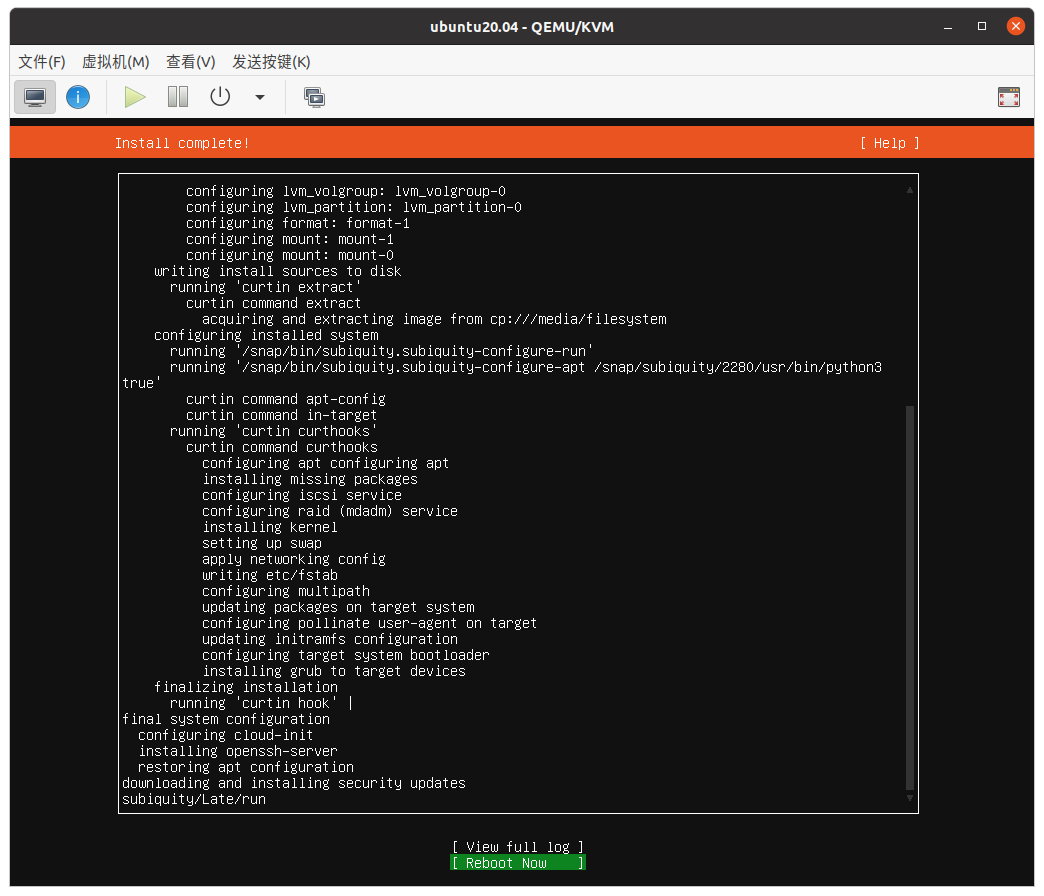 ubuntu20.04 - QEMU/KVM
文件(F) 虚拟机(M) 查看(V) 发送按键(K)
Install complete! [ Help ]
configuring lvm_volgroup: lvm_volgroup-0
configuring lvm_partition: lvm_partition-0
configuring format: format-1
configuring mount: mount-1
configuring mount: mount-0
writing install sources to disk
running 'curtin extract'
curtin command extract
acquiring and extracting image from cp:///media/filesystem
configuring installed system
running '/snap/bin/subiquity.subiquity-configure-run'
running '/snap/bin/subiquity.subiquity-configure-apt /snap/subiquity/2280/usr/bin/python3
true'
curtin command apt-config
curtin command in-target
running 'curtin curthooks'
curtin command curthooks
configuring apt configuring apt
installing missing packages
configuring iscsi service
configuring raid (mdadm) service
installing kernel
setting up swap
apply networking config
writing etc/fstab
configuring multipath
updating packages on target system
configuring pollinate user-agent on target
updating initramfs configuration
configuring target system bootloader
installing grub to target devices
finalizing installation
running 'curtin hook' |
final system configuration
configuring cloud-init
installing openssh-server
restoring apt configuration
downloading and installing security updates
subiquity/Late/run
[ View full log ]
[ Reboot Now ]